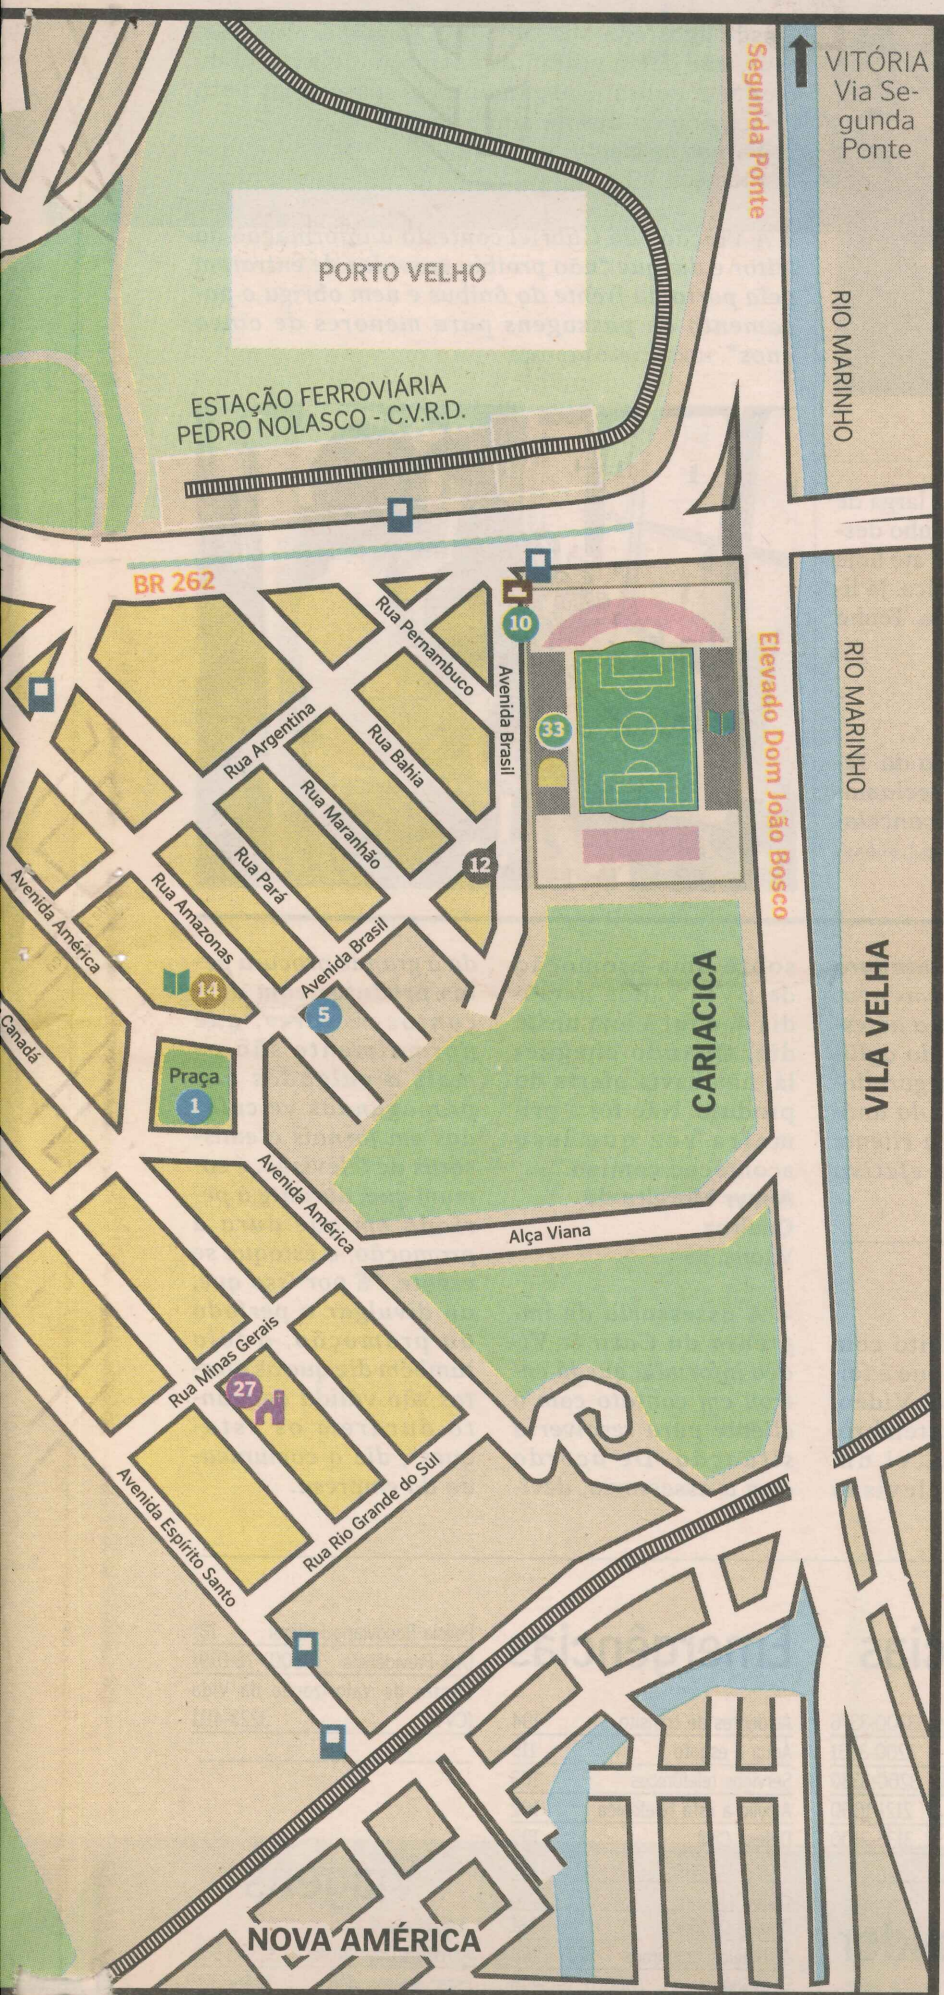 VITÓRIA
Via Se-
gunda
Ponte
Segunda Ponte
RIO MARINHO
PORTO VELHO
ESTAÇÃO FERROVIÁRIA
PEDRO NOLASCO - C.V.R.D.
BR 262
Rua Pernambuco
10
Avenida Brasil
33
Elevado Dom João Bosco
RIO MARINHO
Rua Argentina
Rua Bahia
Rua Maranhão
Rua Pará
12
Avenida América
Rua Amazonas
Avenida Brasil
14
5
Canadá
CARIACICA
VILA VELHA
Praça
1
Avenida América
Alça Viana
Rua Minas Gerais
27
Avenida Espírito Santo
Rua Rio Grande do Sul
NOVA AMÉRICA